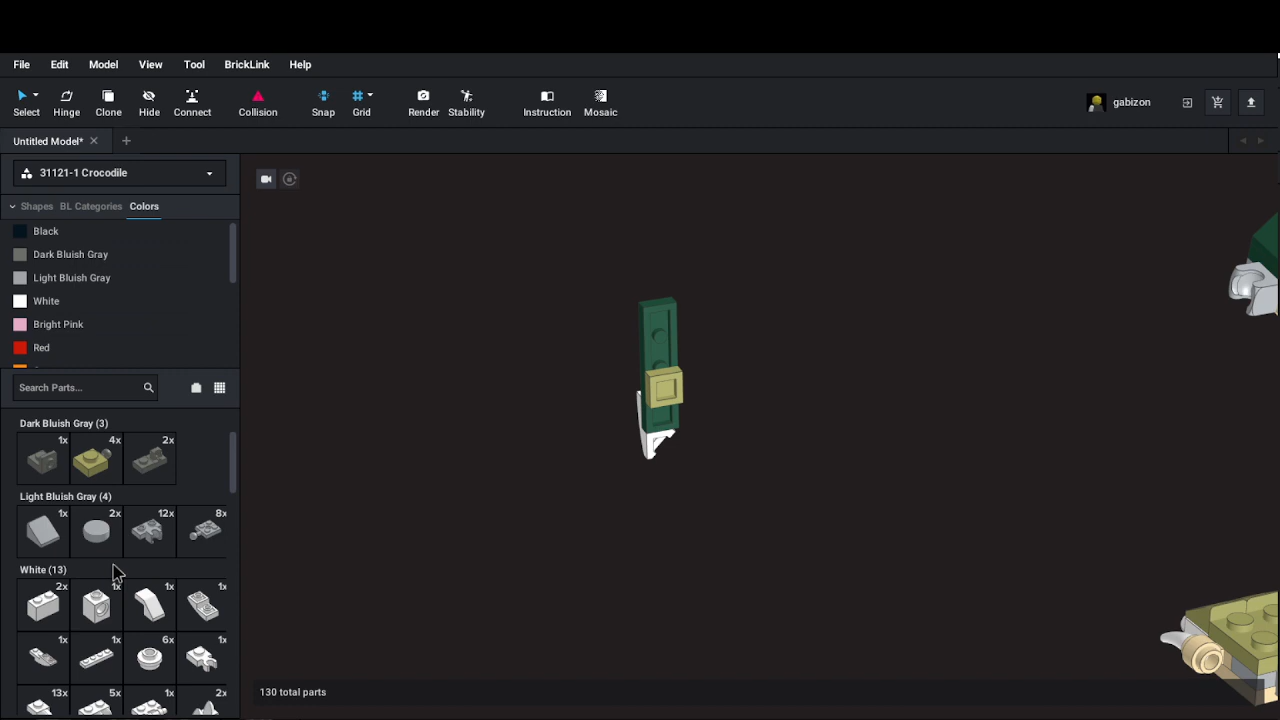 File Edit Model View Tool BrickLink Help
Select Hinge Clone Hide Connect Collision Snap Grid Render Stability Instruction Mosaic
gabizon
Untitled Model*
31121-1 Crocodile
Shapes BL Categories Colors
Black
Dark Bluish Gray
Light Bluish Gray
White
Bright Pink
Red
Search Parts...
Dark Bluish Gray (3)
1x 4x 2x
Light Bluish Gray (4)
1x 2x 12x 8x
White (13)
2x 1x 1x 1x
1x 1x 6x 1x
13x 5x 1x 2x
130 total parts